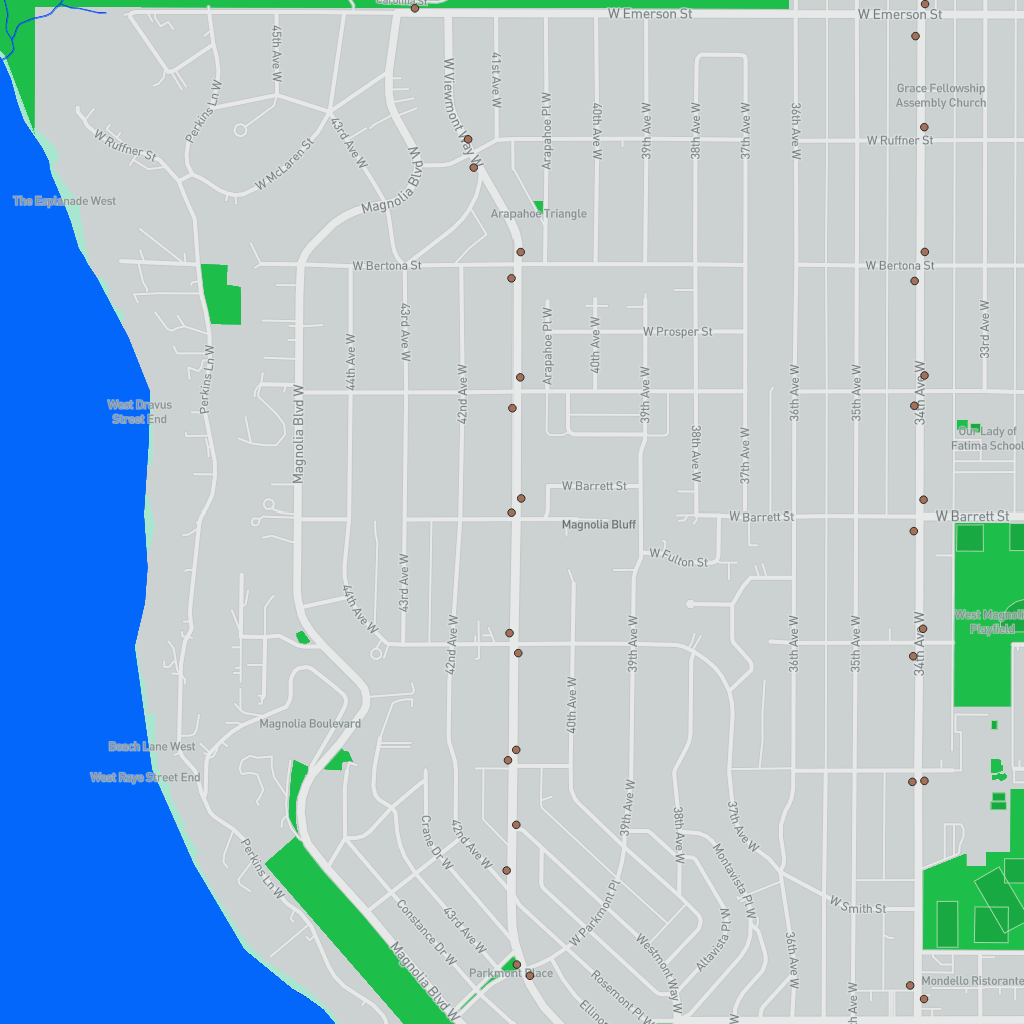 Carolina St
W Emerson St
W Emerson St
45th Ave W
41st Ave W
W Viewmont Way W
Perkins Ln W
Grace Fellowship
Assembly Church
Arapahoe Pl W
40th Ave W
39th Ave W
38th Ave W
37th Ave W
36th Ave W
W Ruffner St
43rd Ave W
W Ruffner St
W McLaren St
Magnolia Blvd W
The Esplanade West
Arapahoe Triangle
W Bertona St
W Bertona St
Arapahoe Pl W
40th Ave W
W Prosper St
33rd Ave W
44th Ave W
43rd Ave W
Perkins Ln W
42nd Ave W
39th Ave W
36th Ave W
35th Ave W
34th Ave W
West Dravus
Street End
Magnolia Blvd W
38th Ave W
37th Ave W
Our Lady of
Fatima School
W Barrett St
W Barrett St
W Barrett St
Magnolia Bluff
W Fulton St
43rd Ave W
44th Ave W
42nd Ave W
39th Ave W
36th Ave W
35th Ave W
34th Ave W
West Magnolia
Playfield
40th Ave W
Magnolia Boulevard
Beach Lane West
West Raye Street End
39th Ave W
38th Ave W
37th Ave W
Crane Dr W
42nd Ave W
Perkins Ln W
Montavista Pl W
W Smith St
Constance Dr W
43rd Ave W
W Parkmont Pl
Altavista Pl W
Westmont Way W
36th Ave W
Magnolia Blvd W
Parkmont Place
Rosemont Pl W
Mondello Ristorante
Ave W
W